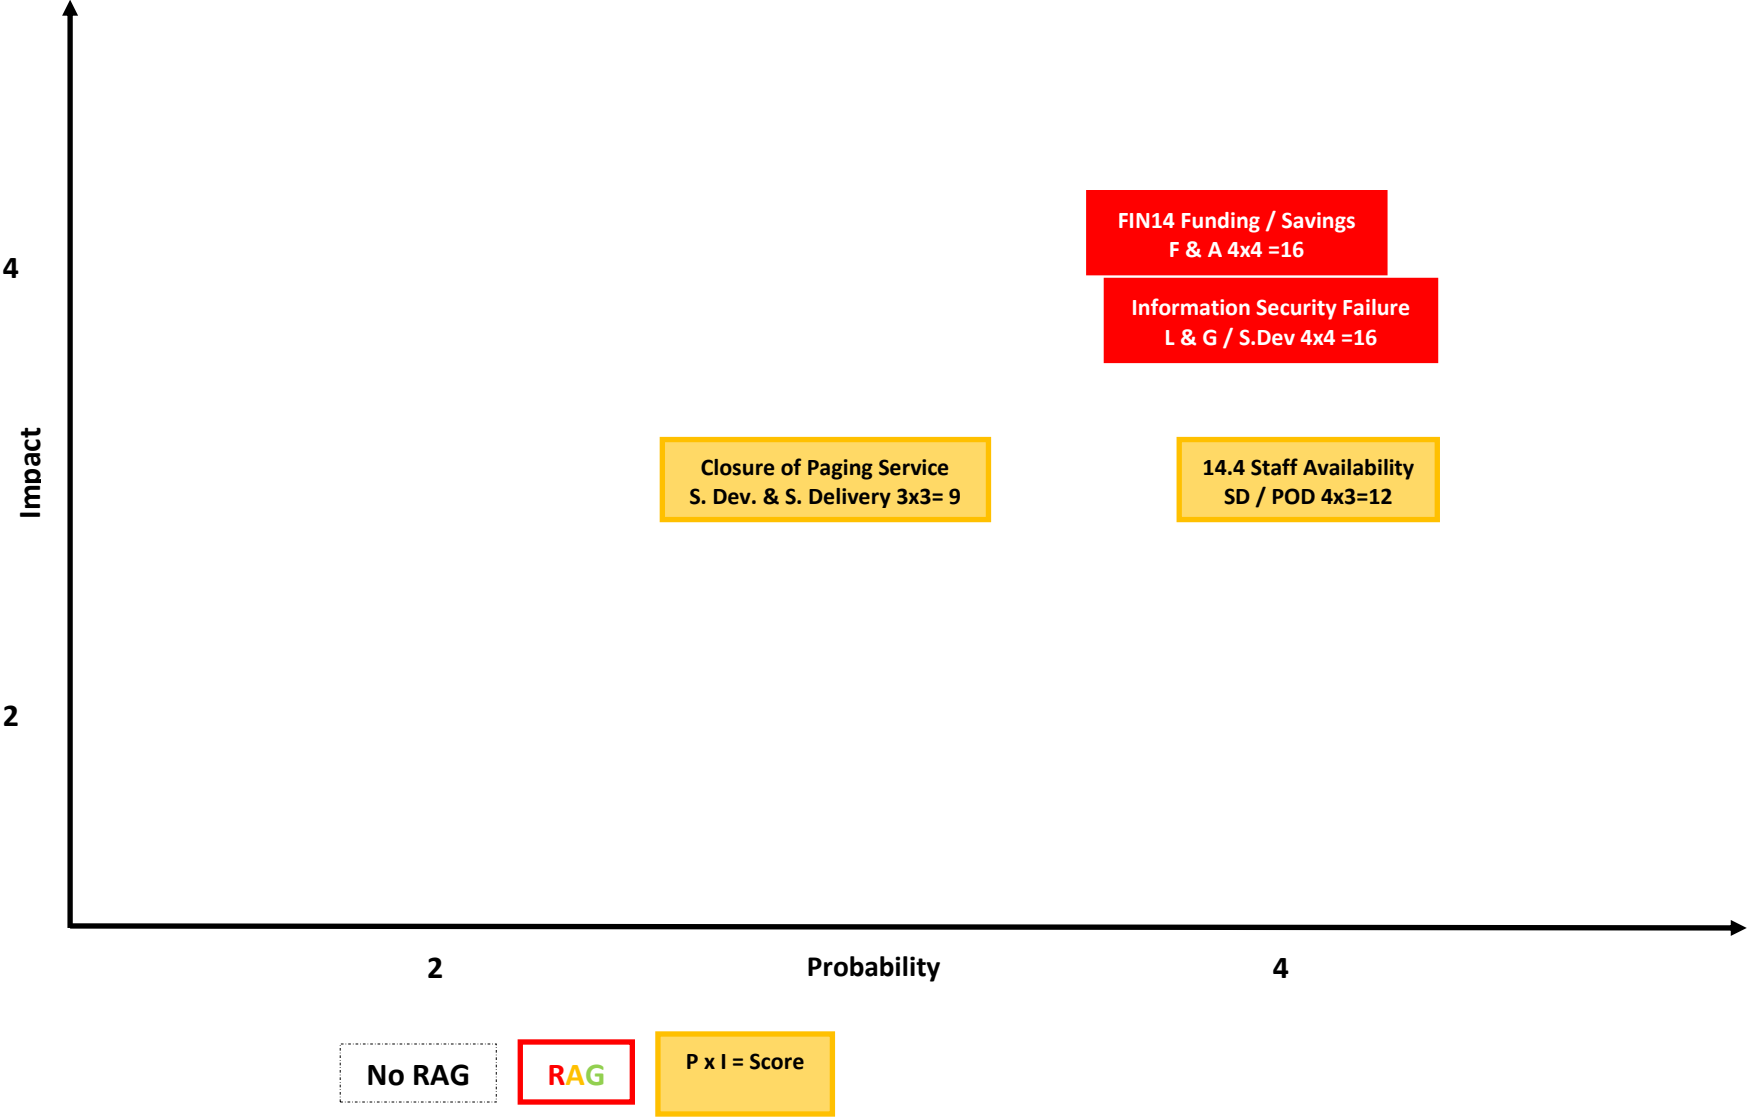 FIN14 Funding / Savings
F & A 4x4 =16
4
Information Security Failure
L & G / S.Dev 4x4 =16
Impact
Closure of Paging Service
S. Dev. & S. Delivery 3x3= 9
14.4 Staff Availability
SD / POD 4x3=12
2
2
Probability
4
No RAG
RAG
P x I = Score